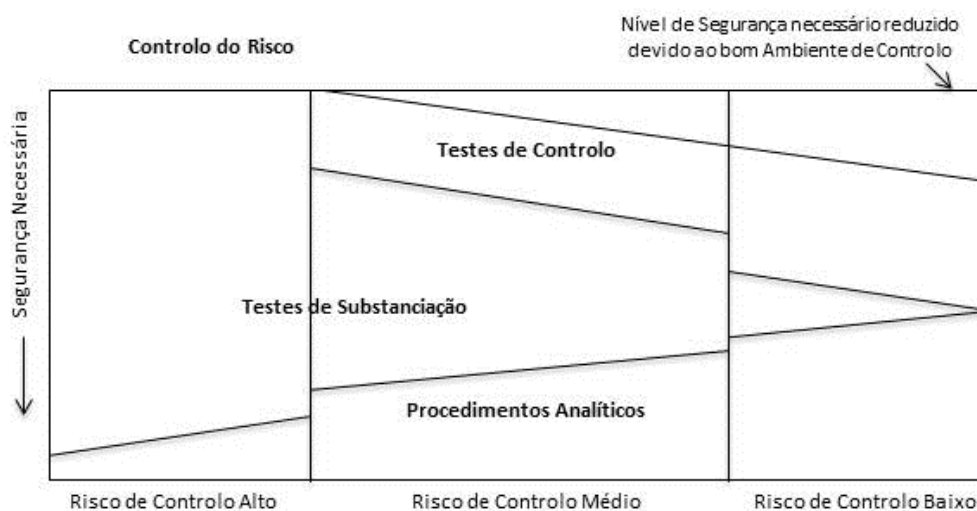 Nível de Segurança necessário reduzido
devido ao bom Ambiente de Controlo
Controlo do Risco
Segurança Necessária
Testes de Controlo
Testes de Substanciação
Procedimentos Analíticos
Risco de Controlo Alto
Risco de Controlo Médio
Risco de Controlo Baixo